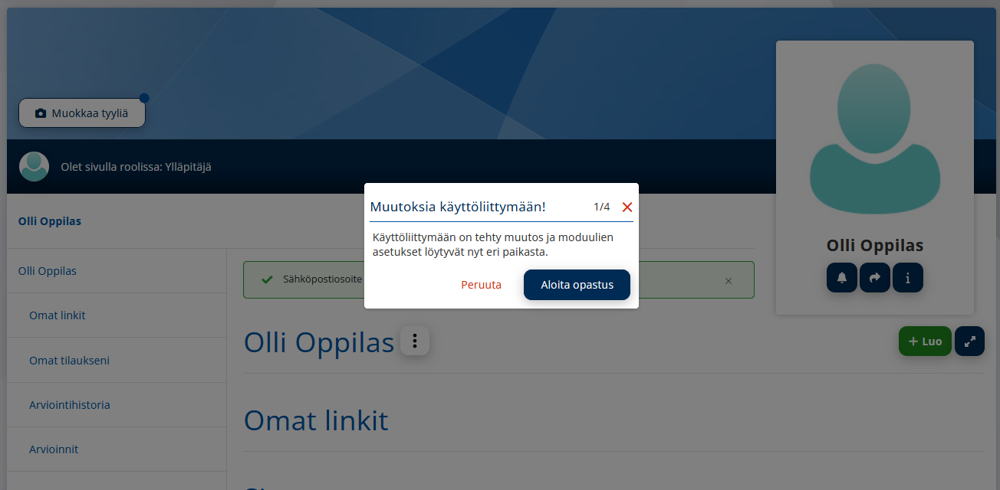 Muokkaa tyyliä
Olet sivulla roolissa: Ylläpitäjä
Olli Oppilas
Muutoksia käyttöliittymään! 1/4
Käyttöliittymään on tehty muutos ja moduulien
asetukset löytyvät nyt eri paikasta.
Peruuta
Aloita opastus
Olli Oppilas
Olli Oppilas
Omat linkit
Omat tilaukseni
Arviointihistoria
Arvioinnit
Sähköpostiosoite
Olli Oppilas
+ Luo
Omat linkit